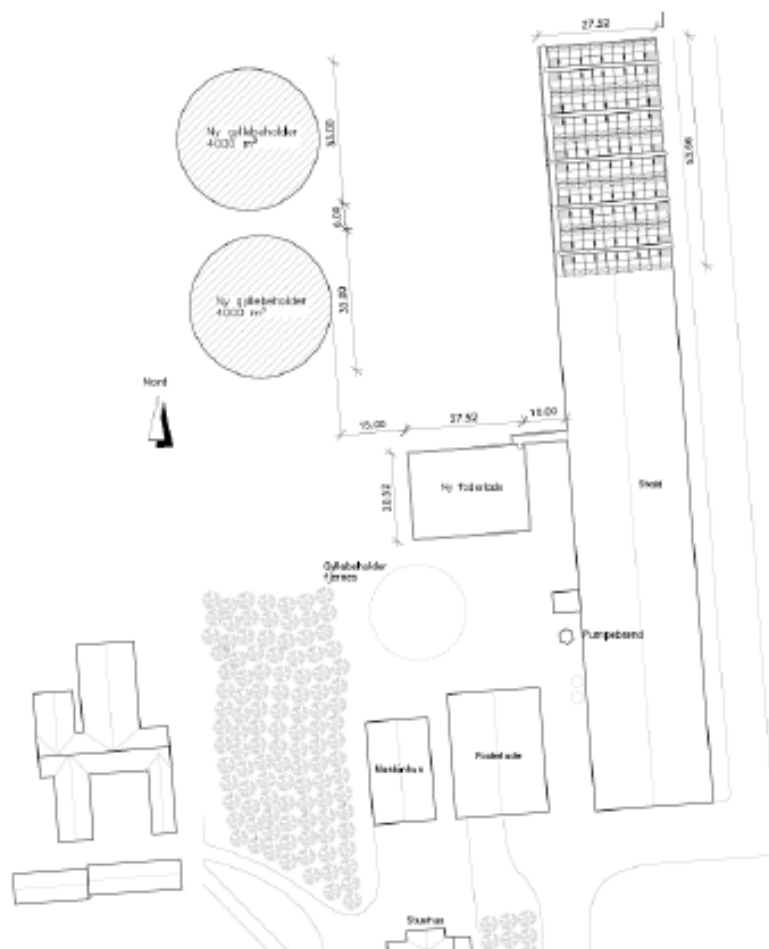 27.52
Ny gyllebeholder
4000 m³
33.00
53.66
6.00
Ny gyllebeholder
4000 m³
33.00
Nord
15.00
27.52
10.00
20.52
Ny foderlade
Stald
Gyllebeholder
fjernes
Pumpebrønd
Maskinhus
Foderlade
Stuehus